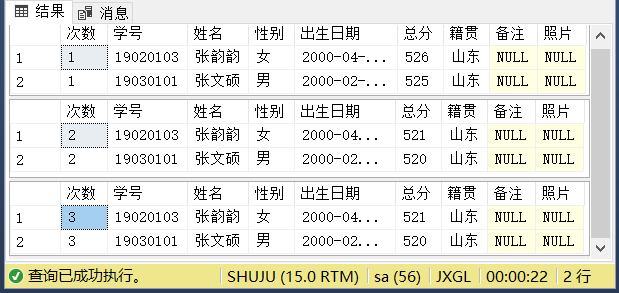 结果 消息
次数 学号 姓名 性别 出生日期 总分 籍贯 备注 照片
1 1 19020103 张韵韵 女 2000-04-... 526 山东 NULL NULL
2 1 19030101 张文硕 男 2000-02-... 525 山东 NULL NULL
次数 学号 姓名 性别 出生日期 总分 籍贯 备注 照片
1 2 19020103 张韵韵 女 2000-04... 521 山东 NULL NULL
2 2 19030101 张文硕 男 2000-02... 520 山东 NULL NULL
次数 学号 姓名 性别 出生日期 总分 籍贯 备注 照片
1 3 19020103 张韵韵 女 2000-04... 521 山东 NULL NULL
2 3 19030101 张文硕 男 2000-02... 520 山东 NULL NULL
查询已成功执行。 SHUJU (15.0 RTM) sa (56) JXGL 00:00:22 2 行